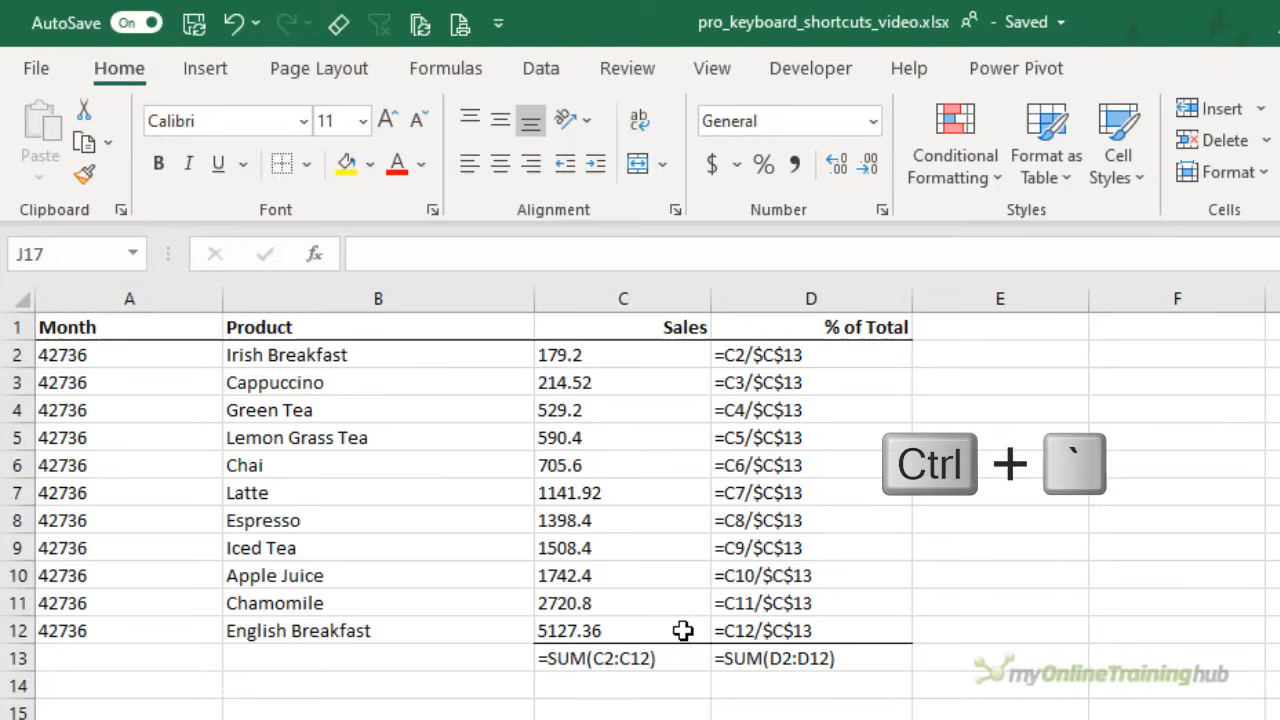 AutoSave On pro_keyboard_shortcuts_video.xlsx - Saved
File Home Insert Page Layout Formulas Data Review View Developer Help Power Pivot
Paste Calibri 11 A A ab c General Conditional Formatting Format as Table Cell Styles Insert
B I U A $ % , .00 .00 Delete
Format
Clipboard Font Alignment Number Styles Cells
J17 fx
A B C D E F
1 Month Product Sales % of Total
2 42736 Irish Breakfast 179.2 =C2/$C$13
3 42736 Cappuccino 214.52 =C3/$C$13
4 42736 Green Tea 529.2 =C4/$C$13
5 42736 Lemon Grass Tea 590.4 =C5/$C$13
6 42736 Chai 705.6 =C6/$C$13
Ctrl + `
7 42736 Latte 1141.92 =C7/$C$13
8 42736 Espresso 1398.4 =C8/$C$13
9 42736 Iced Tea 1508.4 =C9/$C$13
10 42736 Apple Juice 1742.4 =C10/$C$13
11 42736 Chamomile 2720.8 =C11/$C$13
12 42736 English Breakfast 5127.36 =C12/$C$13
13 =SUM(C2:C12) =SUM(D2:D12)
myOnlineTraininghub
14
15